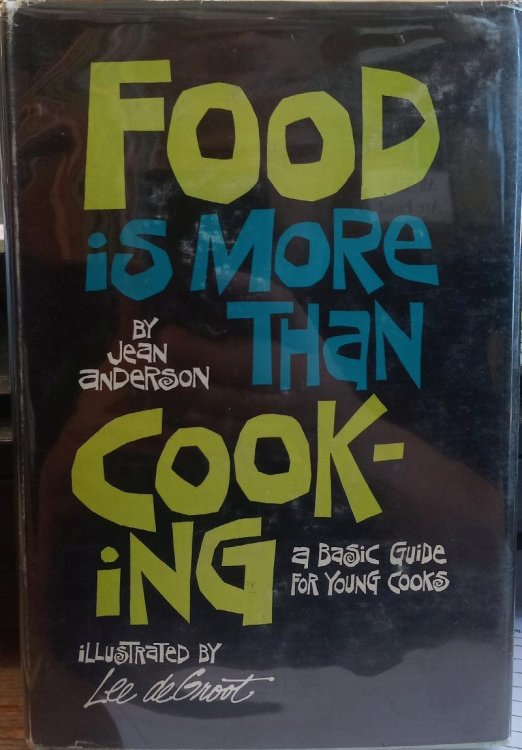 FOOD
iS MORE
THaN
BY
Jean
anDERSON
COOK-
iNG
a BaSiC GuiDE
FOR YOUNG COOKS
iLLUSTRaTeD BY
Lee deGroot